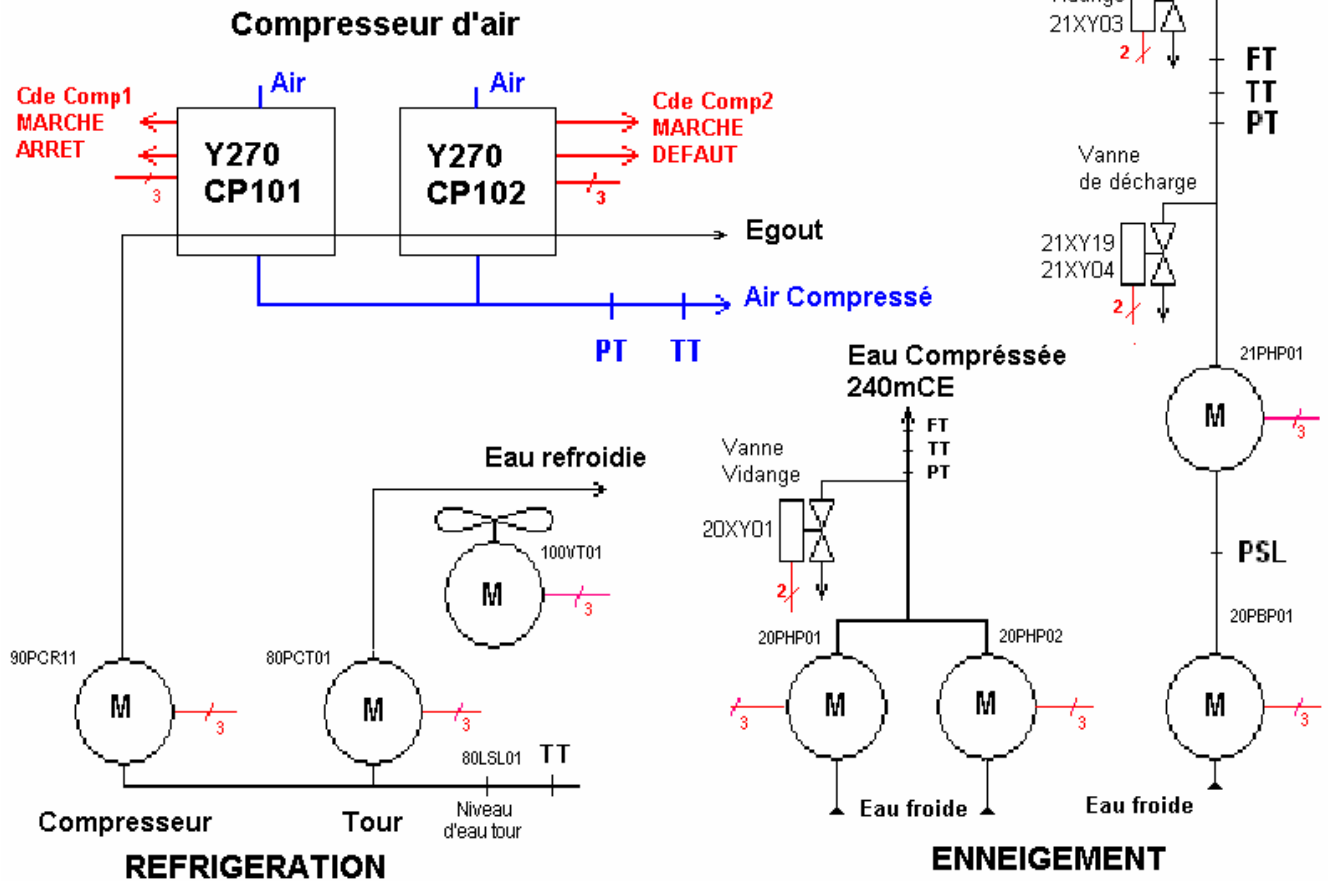 Compresseur d'air
Air
Air
Cde Comp1
MARCHE
ARRET
Y270
CP101
Y270
CP102
Cde Comp2
MARCHE
DEFAUT
3
3
Egout
Air Compressé
PT
TT
21XY03
2
FT
TT
PT
Vanne
de décharge
21XY19
21XY04
2
21PHP01
M
3
PSL
20PBP01
M
3
Eau froide
Eau Compréssée
240mCE
FT
TT
PT
Vanne
Vidange
20XY01
2
20PHP01
20PHP02
M
M
3
3
Eau froide
ENNEIGEMENT
Eau refroidie
100VT01
M
3
90PCR11
M
3
80PCT01
M
3
80LSL01
TT
Niveau
d'eau tour
Compresseur
Tour
REFRIGERATION